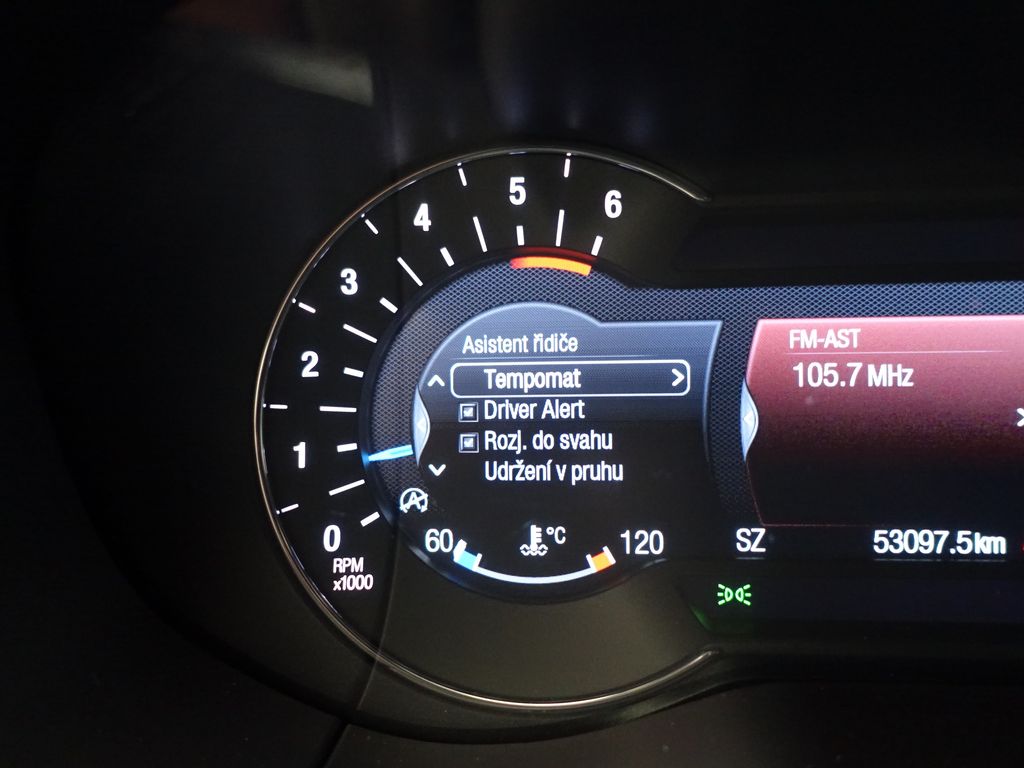 6
5
4
3
2
1
0
RPM
x1000
Asistent řidiče
Tempomat
Driver Alert
Rozj. do svahu
Udržení v pruhu
A
60
°C
120
FM-AST
105.7 MHz
SZ
53097.5km